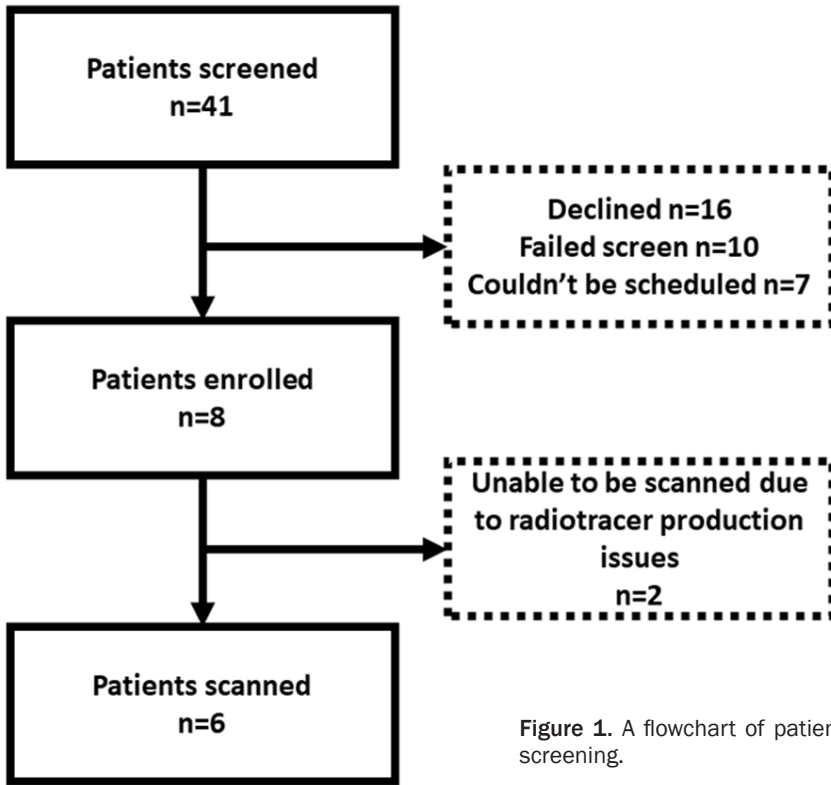 Patients screened
n=41
Declined n=16
Failed screen n=10
Couldn't be scheduled n=7
Patients enrolled
n=8
Unable to be scanned due
to radiotracer production
issues
n=2
Patients scanned
n=6
Figure 1. A flowchart of patien
screening.